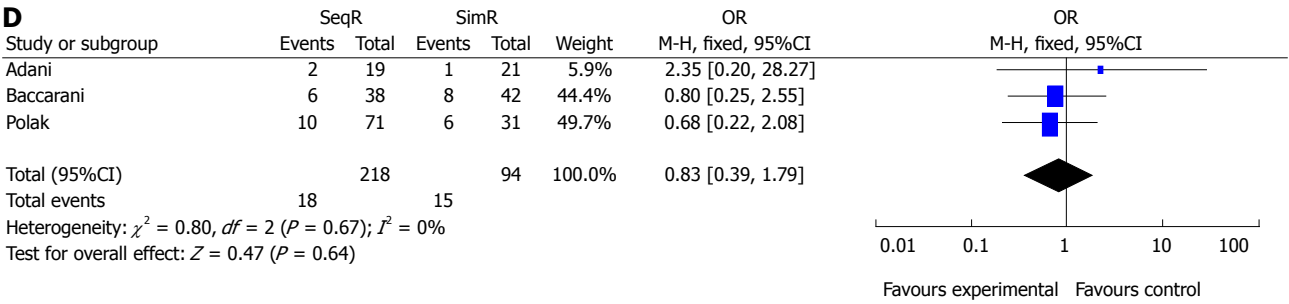 D
SeqR SimR OR OR
Study or subgroup Events Total Events Total Weight M-H, fixed, 95%CI M-H, fixed, 95%CI
Adani 2 19 1 21 5.9% 2.35 [0.20, 28.27]
Baccarani 6 38 8 42 44.4% 0.80 [0.25, 2.55]
Polak 10 71 6 31 49.7% 0.68 [0.22, 2.08]
Total (95%CI) 218 94 100.0% 0.83 [0.39, 1.79]
Total events 18 15
Heterogeneity: χ² = 0.80, df = 2 (P = 0.67); I² = 0%
Test for overall effect: Z = 0.47 (P = 0.64)
0.01 0.1 1 10 100
Favours experimental Favours control